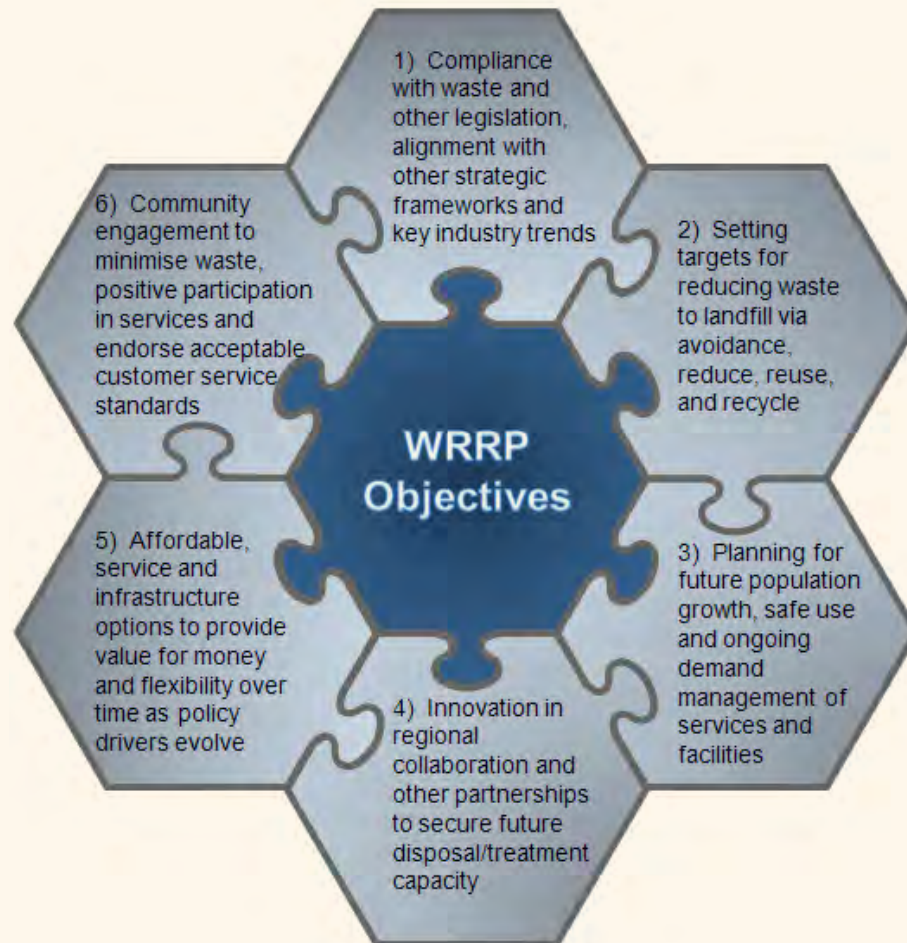 1) Compliance
with waste and
other legislation,
alignment with
other strategic
frameworks and
key industry trends
2) Setting
targets for
reducing waste
to landfill via
avoidance,
reduce, reuse,
and recycle
3) Planning for
future population
growth, safe use
and ongoing
demand
management of
services and
facilities
4) Innovation in
regional
collaboration and
other partnerships
to secure future
disposal/treatment
capacity
5) Affordable,
service and
infrastructure
options to provide
value for money
and flexibility over
time as policy
drivers evolve
6) Community
engagement to
minimise waste,
positive participation
in services and
endorse acceptable
customer service
standards
WRRP
Objectives